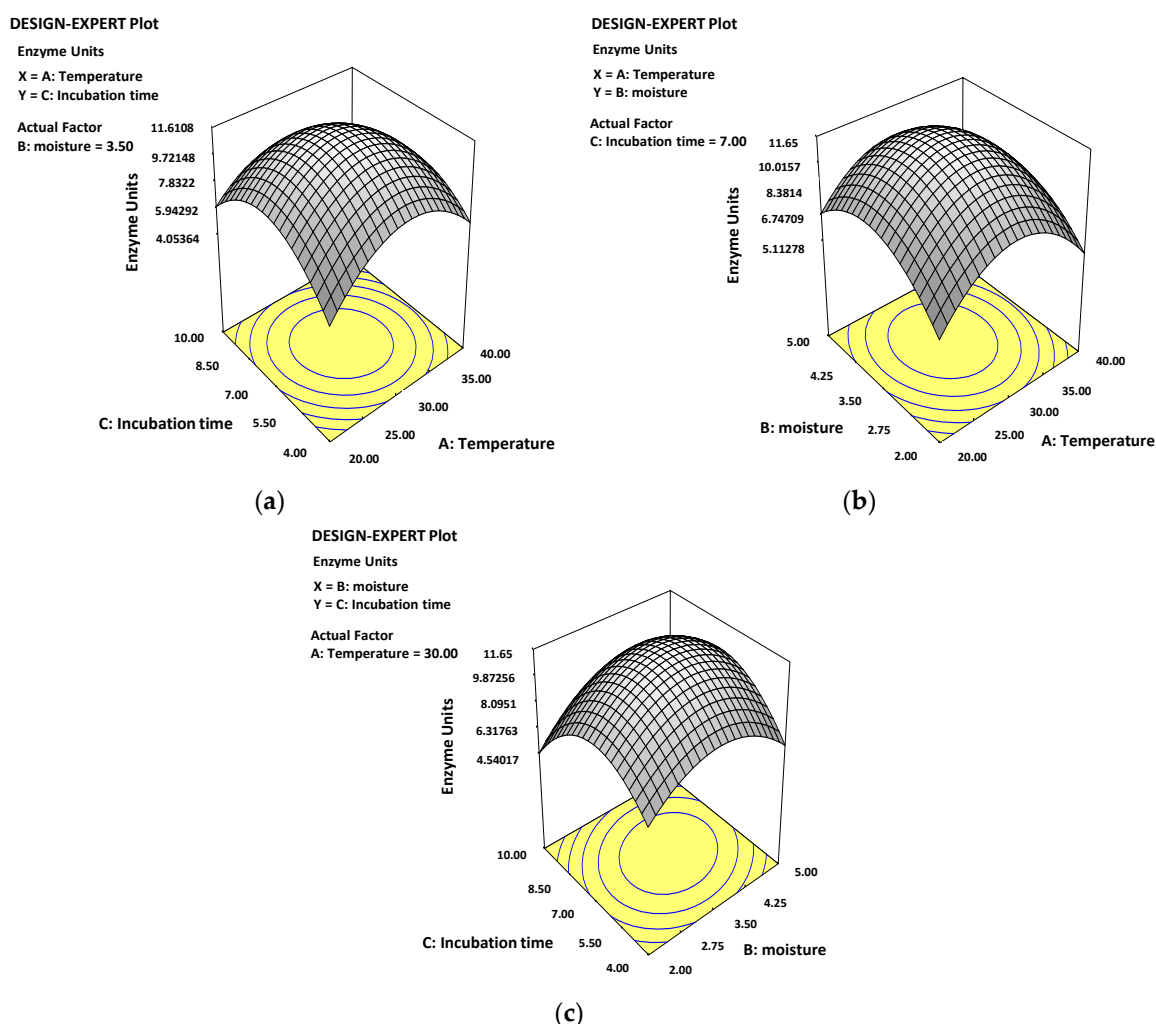 DESIGN-EXPERT Plot
Enzyme Units
X = A: Temperature
Y = C: Incubation time
Actual Factor
B: moisture = 3.50
11.6108
9.72148
7.8322
5.94292
4.05364
Enzyme Units
10.00
8.50
7.00
5.50
4.00
C: Incubation time
40.00
35.00
30.00
25.00
20.00
A: Temperature
(a)
DESIGN-EXPERT Plot
Enzyme Units
X = A: Temperature
Y = B: moisture
Actual Factor
C: Incubation time = 7.00
11.65
10.0157
8.3814
6.74709
5.11278
Enzyme Units
5.00
4.25
3.50
2.75
2.00
B: moisture
40.00
35.00
30.00
25.00
20.00
A: Temperature
(b)
DESIGN-EXPERT Plot
Enzyme Units
X = B: moisture
Y = C: Incubation time
Actual Factor
A: Temperature = 30.00
11.65
9.87256
8.0951
6.31763
4.54017
Enzyme Units
10.00
8.50
7.00
5.50
4.00
C: Incubation time
5.00
4.25
3.50
2.75
2.00
B: moisture
(c)